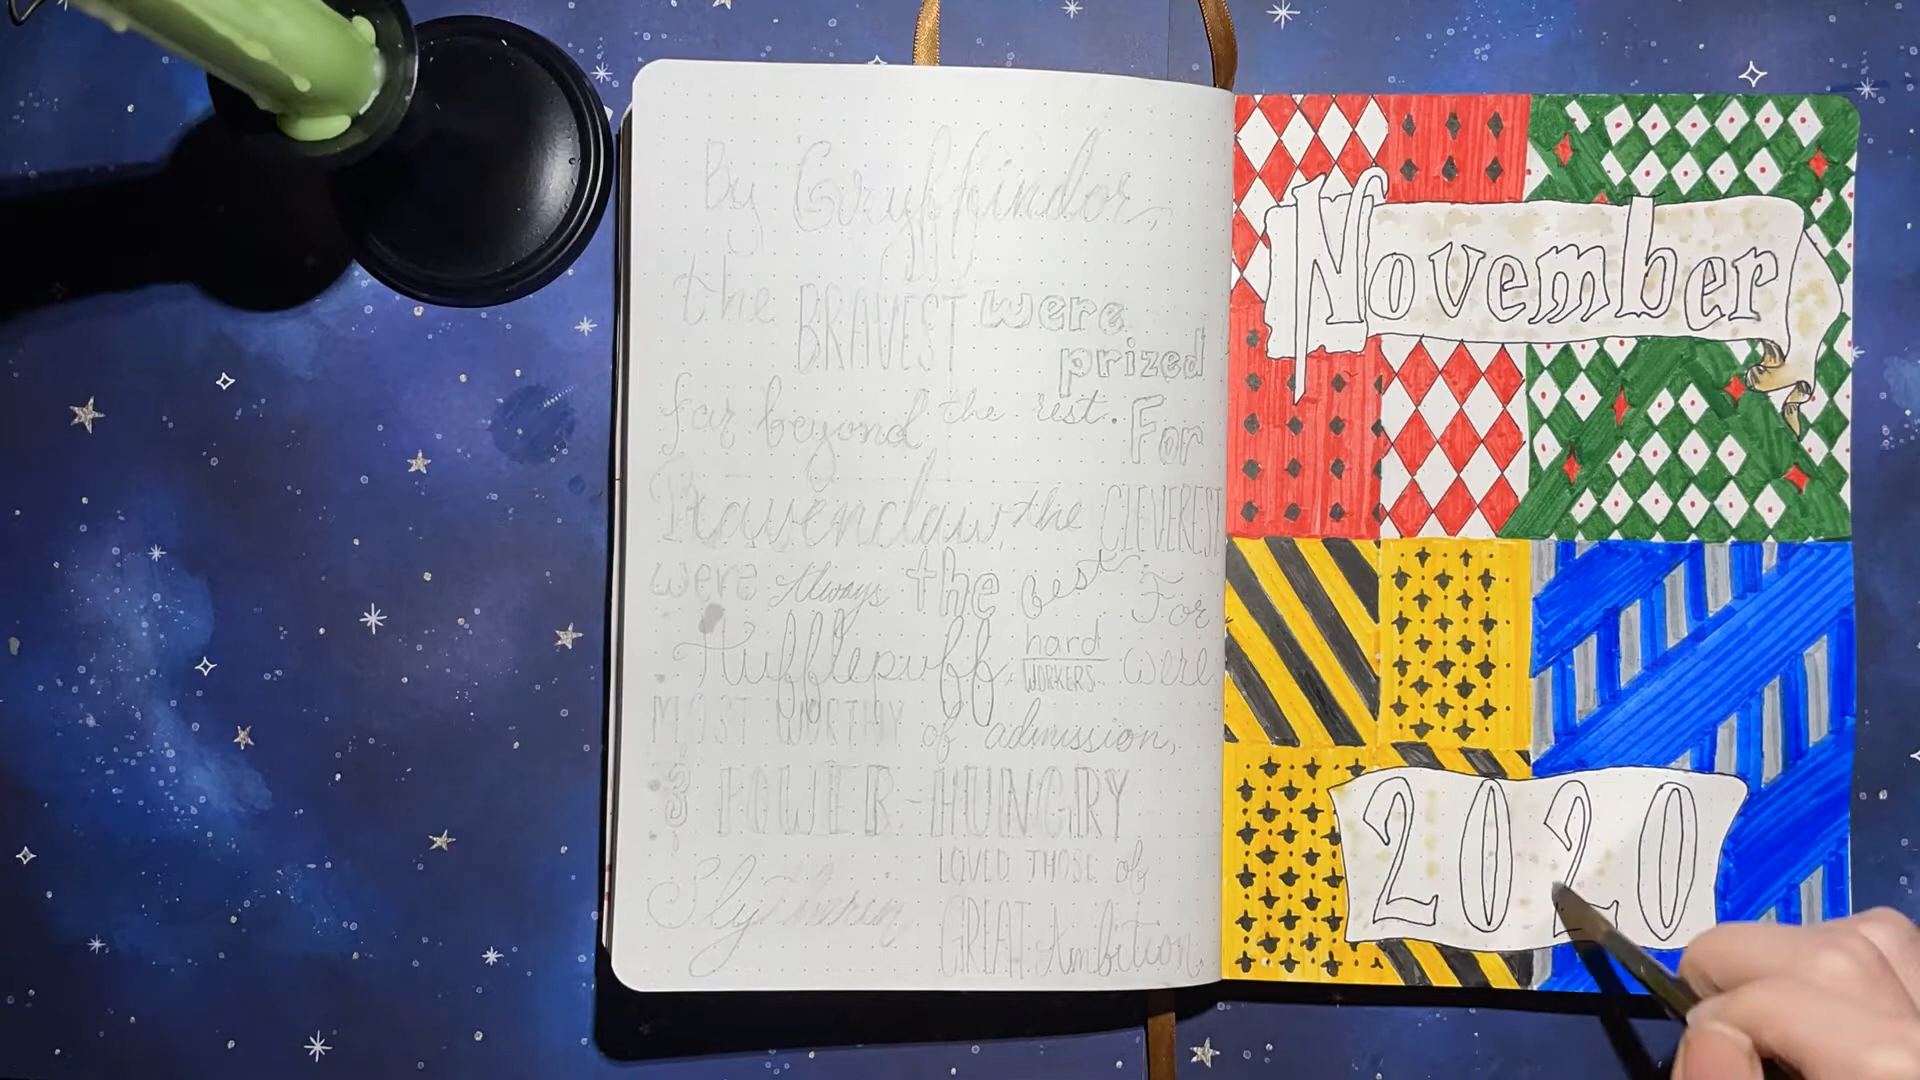 By Gryffindor,
the BRAVEST were
prized
far beyond the rest. For
Ravenclaw, the CLEVEREST
were Always the best. For
Hufflepuff, hard WORKERS were
MOST WORTHY of admission,
& POWER-HUNGRY
Slytherin LOVED THOSE of
GREAT Ambition.
November
2020